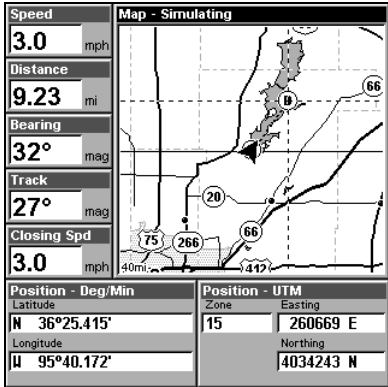 Speed
3.0 mph
Distance
9.23 mi
Bearing
32° mag
Track
27° mag
Closing Spd
3.0 mph
Map - Simulating
66
B
20
66
75
266
412
40mi.
Position - Deg/Min
Latitude
N 36°25.415'
Longitude
W 95°40.172'
Position - UTM
Zone Easting
15 260669 E
Northing
4034243 N